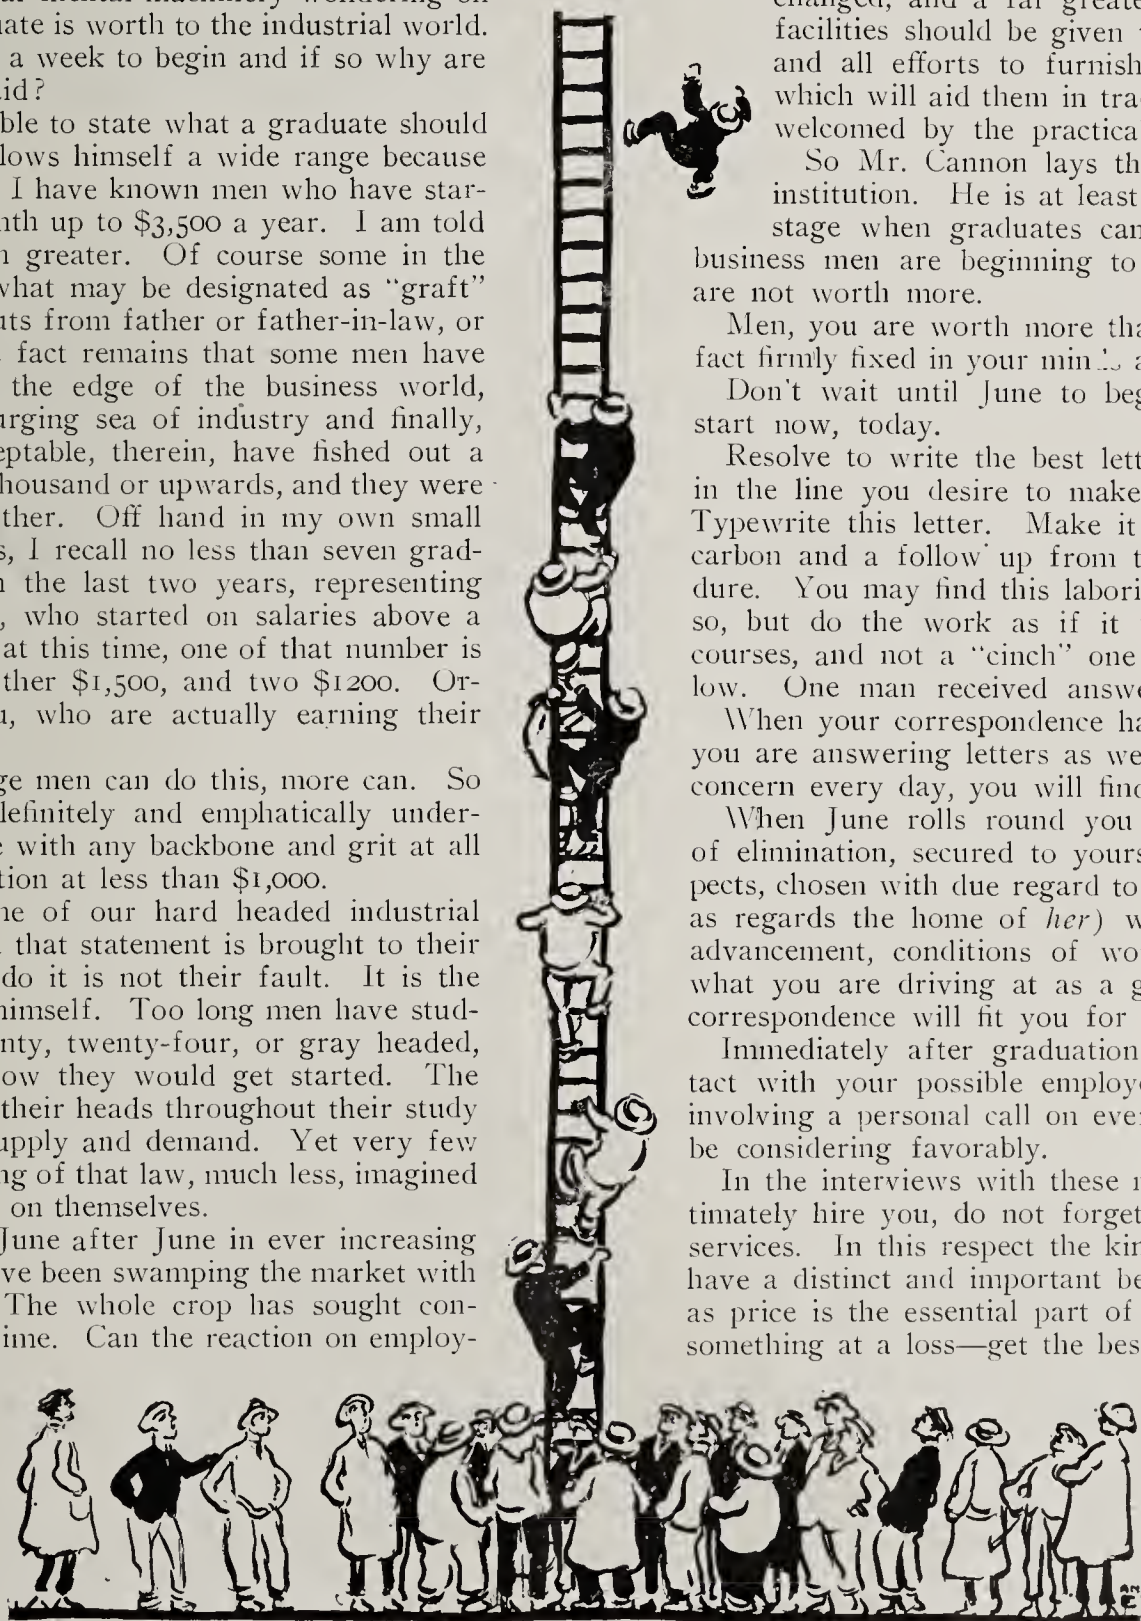 uate is worth to the industrial world.
a week to begin and if so why are
id?
ble to state what a graduate should
lows himself a wide range because
I have known men who have star-
nth up to $3,500 a year. I am told
n greater. Of course some in the
what may be designated as "graft"
uts from father or father-in-law, or
fact remains that some men have
the edge of the business world,
urging sea of industry and finally,
eptable, therein, have fished out a
housand or upwards, and they were
ther. Off hand in my own small
s, I recall no less than seven grad-
n the last two years, representing
, who started on salaries above a
at this time, one of that number is
ther $1,500, and two $1200. Or-
u, who are actually earning their
ge men can do this, more can. So
definitely and emphatically under-
e with any backbone and grit at all
tion at less than $1,000.
ne of our hard headed industrial
that statement is brought to their
do it is not their fault. It is the
himself. Too long men have stud-
nty, twenty-four, or gray headed,
ow they would get started. The
their heads throughout their study
upply and demand. Yet very few
ng of that law, much less, imagined
on themselves.
June after June in ever increasing
ve been swamping the market with
The whole crop has sought con-
ime. Can the reaction on employ-
changed, and a far greate
facilities should be given
and all efforts to furnish
which will aid them in tra
welcomed by the practica
So Mr. Cannon lays th
institution. He is at least
stage when graduates can
business men are beginning to
are not worth more.
Men, you are worth more tha
fact firmly fixed in your a
Don't wait until June to beg
start now, today.
Resolve to write the best lett
in the line you desire to make
Typewrite this letter. Make it
carbon and a follow up from t
dure. You may find this labori
so, but do the work as if it
courses, and not a "cinch" one
low. One man received answe
When your correspondence ha
you are answering letters as we
concern every day, you will find
When June rolls round you
of elimination, secured to yours
pects, chosen with due regard to
as regards the home of her) w
advancement, conditions of wo
what you are driving at as a g
correspondence will fit you for
Immediately after graduation
tact with your possible employe
involving a personal call on eve
be considering favorably.
In the interviews with these
timately hire you, do not forget
services. In this respect the kin
have a distinct and important be
as price is the essential part of
something at a loss—get the bes